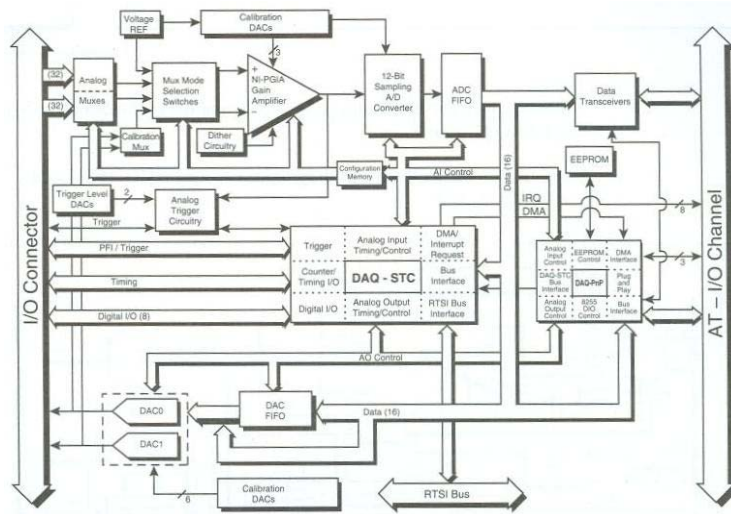 Voltage
REF
Calibration
DACs
3
(32)
(32)
Analog
Muxes
Mux Mode
Selection
Switches
+
NI-PGIA
Gain
Amplifier
–
12-Bit
Sampling
A/D
Converter
ADC
FIFO
Data
Transceivers
Calibration
Mux
Dither
Circuitry
Configuration
Memory
AI Control
Data (16)
EEPROM
Trigger Level
DACs
2
Analog
Trigger
Circuitry
IRQ
DMA
8
3
Trigger
PFI / Trigger
Timing
Digital I/O (8)
Trigger
Analog Input
Timing/Control
DMA/
Interrupt
Request
Counter/
Timing I/O
DAQ - STC
Bus
Interface
Digital I/O
Analog Output
Timing/Control
RTSI Bus
Interface
Analog
Input
Control
EEPROM
Control
DMA
Interface
DAQ-STC
Bus
Interface
DAQ-PnP
Plug
and
Play
Analog
Output
Control
8255
DIO
Control
Bus
Interface
I/O Connector
AT – I/O Channel
AO Control
DAC0
DAC
FIFO
Data (16)
DAC1
6
Calibration
DACs
RTSI Bus